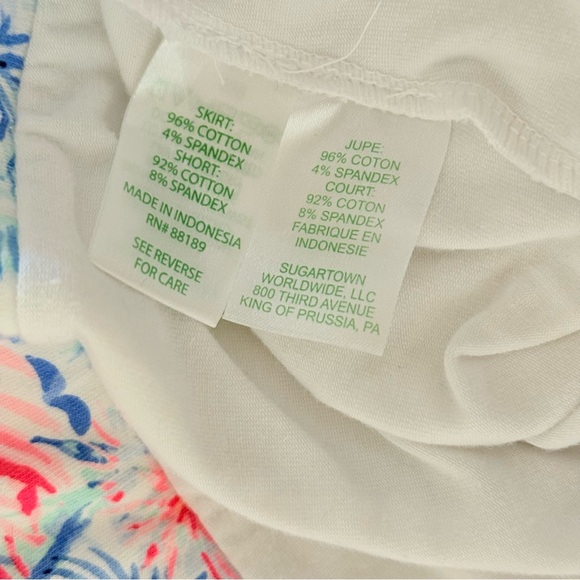 SKIRT:
96% COTTON
4% SPANDEX
SHORT:
92% COTTON
8% SPANDEX
MADE IN INDONESIA
RN# 88189
SEE REVERSE
FOR CARE
JUPE:
96% COTON
4% SPANDEX
COURT:
92% COTON
8% SPANDEX
FABRIQUE EN
INDONESIE
SUGARTOWN
WORLDWIDE, LLC
800 THIRD AVENUE
KING OF PRUSSIA, PA